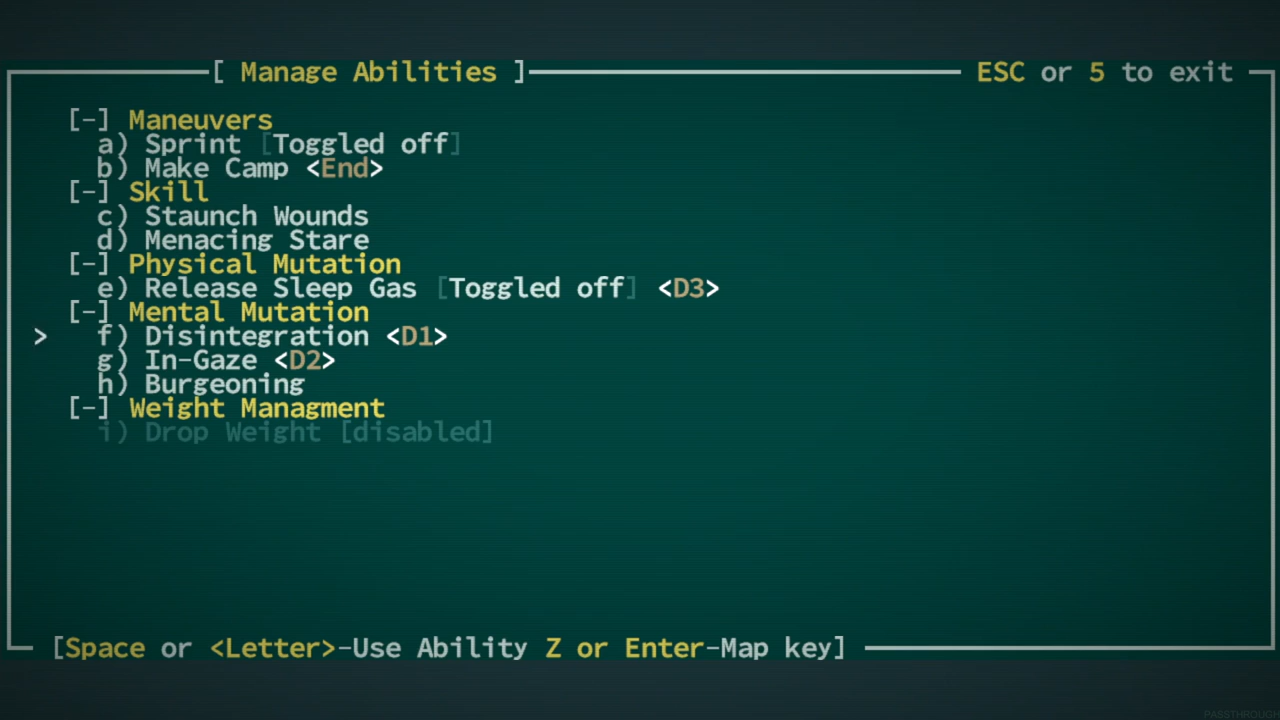 [ Manage Abilities ] ESC or 5 to exit
[-] Maneuvers
a) Sprint [Toggled off]
b) Make Camp <End>
[-] Skill
c) Staunch Wounds
d) Menacing Stare
[-] Physical Mutation
e) Release Sleep Gas [Toggled off] <D3>
[-] Mental Mutation
> f) Disintegration <D1>
g) In-Gaze <D2>
h) Burgeoning
[-] Weight Managment
i) Drop Weight [disabled]
[Space or <Letter>-Use Ability Z or Enter-Map key]